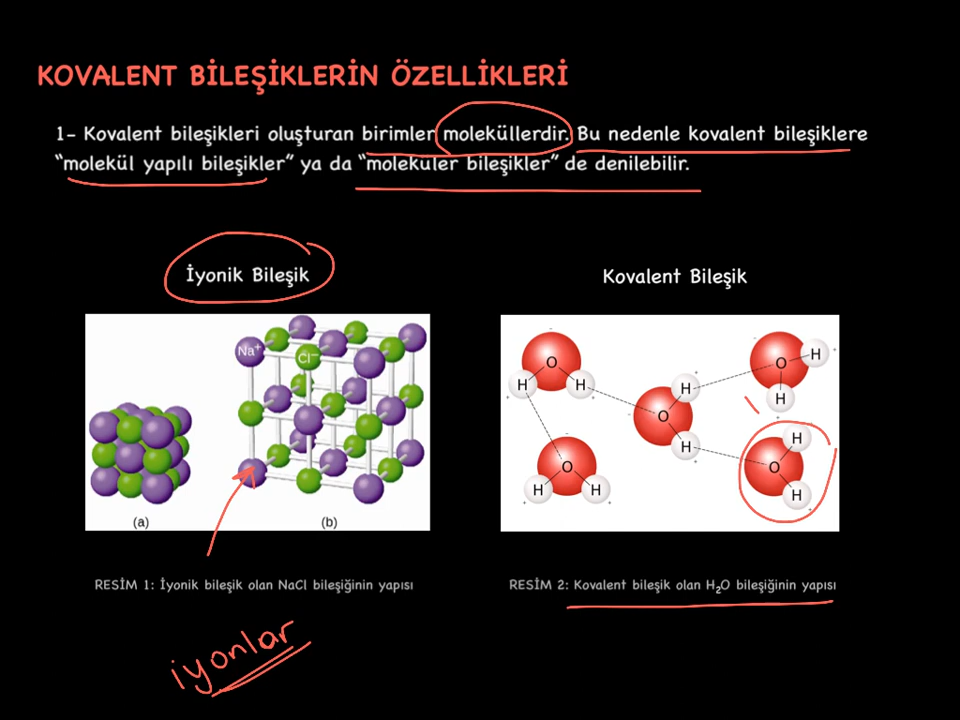 KOVALENT BİLEŞİKLERİN ÖZELLİKLERİ
1- Kovalent bileşikleri oluşturan birimler moleküllerdir. Bu nedenle kovalent bileşiklere
“molekül yapılı bileşikler” ya da “moleküler bileşikler” de denilebilir.
İyonik Bileşik
Kovalent Bileşik
Na⁺
Cl⁻
(a)
(b)
O
H
H
O
H
H
O
H
H
O
H
H
O
H
H
RESİM 1: İyonik bileşik olan NaCl bileşiğinin yapısı
RESİM 2: Kovalent bileşik olan H₂O bileşiğinin yapısı
iyonlar